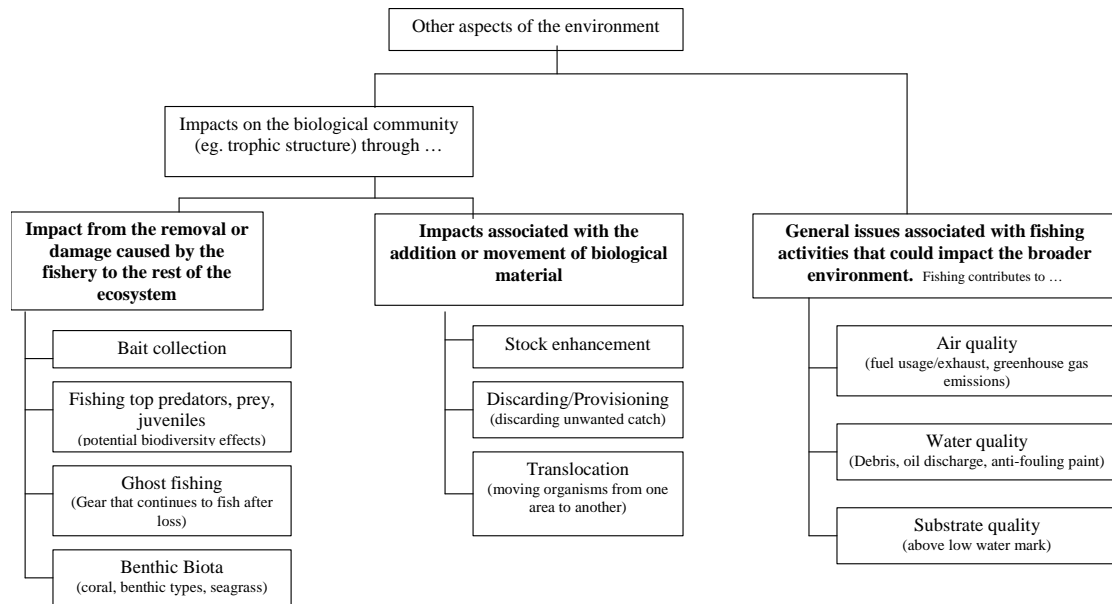 Other aspects of the environment
Impacts on the biological community
(eg. trophic structure) through …
Impact from the removal or
damage caused by the
fishery to the rest of the
ecosystem
Bait collection
Fishing top predators, prey,
juveniles
(potential biodiversity effects)
Ghost fishing
(Gear that continues to fish after
loss)
Benthic Biota
(coral, benthic types, seagrass)
Impacts associated with the
addition or movement of biological
material
Stock enhancement
Discarding/Provisioning
(discarding unwanted catch)
Translocation
(moving organisms from one
area to another)
General issues associated with fishing
activities that could impact the broader
environment. Fishing contributes to …
Air quality
(fuel usage/exhaust, greenhouse gas
emissions)
Water quality
(Debris, oil discharge, anti-fouling paint)
Substrate quality
(above low water mark)